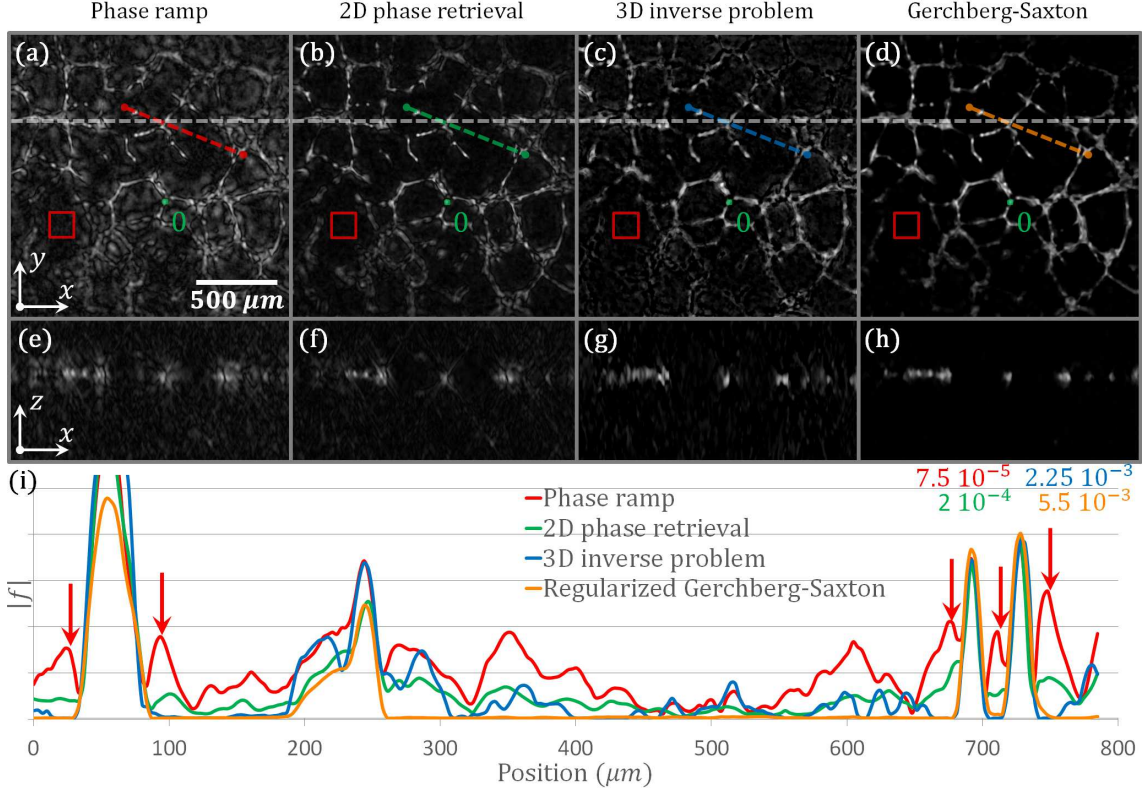 Phase ramp 2D phase retrieval 3D inverse problem Gerchberg-Saxton
(a) (b) (c) (d)
0 0 0 0
y
x
500 μm
(e) (f) (g) (h)
z
x
(i)
7.5 10⁻⁵ 2.25 10⁻³
2 10⁻⁴ 5.5 10⁻³
Phase ramp
2D phase retrieval
3D inverse problem
Regularized Gerchberg-Saxton
|f|
0 100 200 300 400 500 600 700 800
Position (μm)